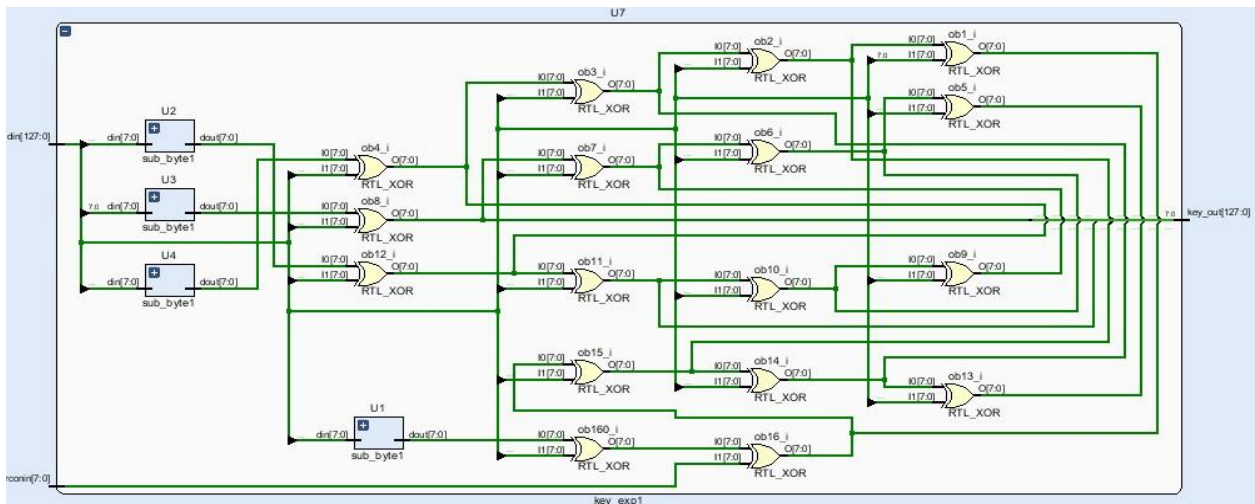 U7
din[127:0]
U2
din[7:0] dout[7:0]
sub_byte1
U3
7:0 din[7:0] dout[7:0]
sub_byte1
U4
din[7:0] dout[7:0]
sub_byte1
ob4_i
I0[7:0] O[7:0]
I1[7:0]
RTL_XOR
ob8_i
I0[7:0] O[7:0]
I1[7:0]
RTL_XOR
ob12_i
I0[7:0] O[7:0]
I1[7:0]
RTL_XOR
U1
din[7:0] dout[7:0]
sub_byte1
ob3_i
I0[7:0] O[7:0]
I1[7:0]
RTL_XOR
ob7_i
I0[7:0] O[7:0]
I1[7:0]
RTL_XOR
ob11_i
I0[7:0] O[7:0]
I1[7:0]
RTL_XOR
ob15_i
I0[7:0] O[7:0]
I1[7:0]
RTL_XOR
ob160_i
I0[7:0] O[7:0]
I1[7:0]
RTL_XOR
ob2_i
I0[7:0] O[7:0]
I1[7:0]
RTL_XOR
ob6_i
I0[7:0] O[7:0]
I1[7:0]
RTL_XOR
ob10_i
I0[7:0] O[7:0]
I1[7:0]
RTL_XOR
ob14_i
I0[7:0] O[7:0]
I1[7:0]
RTL_XOR
ob16_i
I0[7:0] O[7:0]
I1[7:0]
RTL_XOR
ob1_i
I0[7:0] O[7:0]
7:0 I1[7:0]
RTL_XOR
ob5_i
I0[7:0] O[7:0]
I1[7:0]
RTL_XOR
ob9_i
I0[7:0] O[7:0]
I1[7:0]
RTL_XOR
ob13_i
I0[7:0] O[7:0]
I1[7:0]
RTL_XOR
7:0 key_out[127:0]
rconin[7:0]
key_exp1